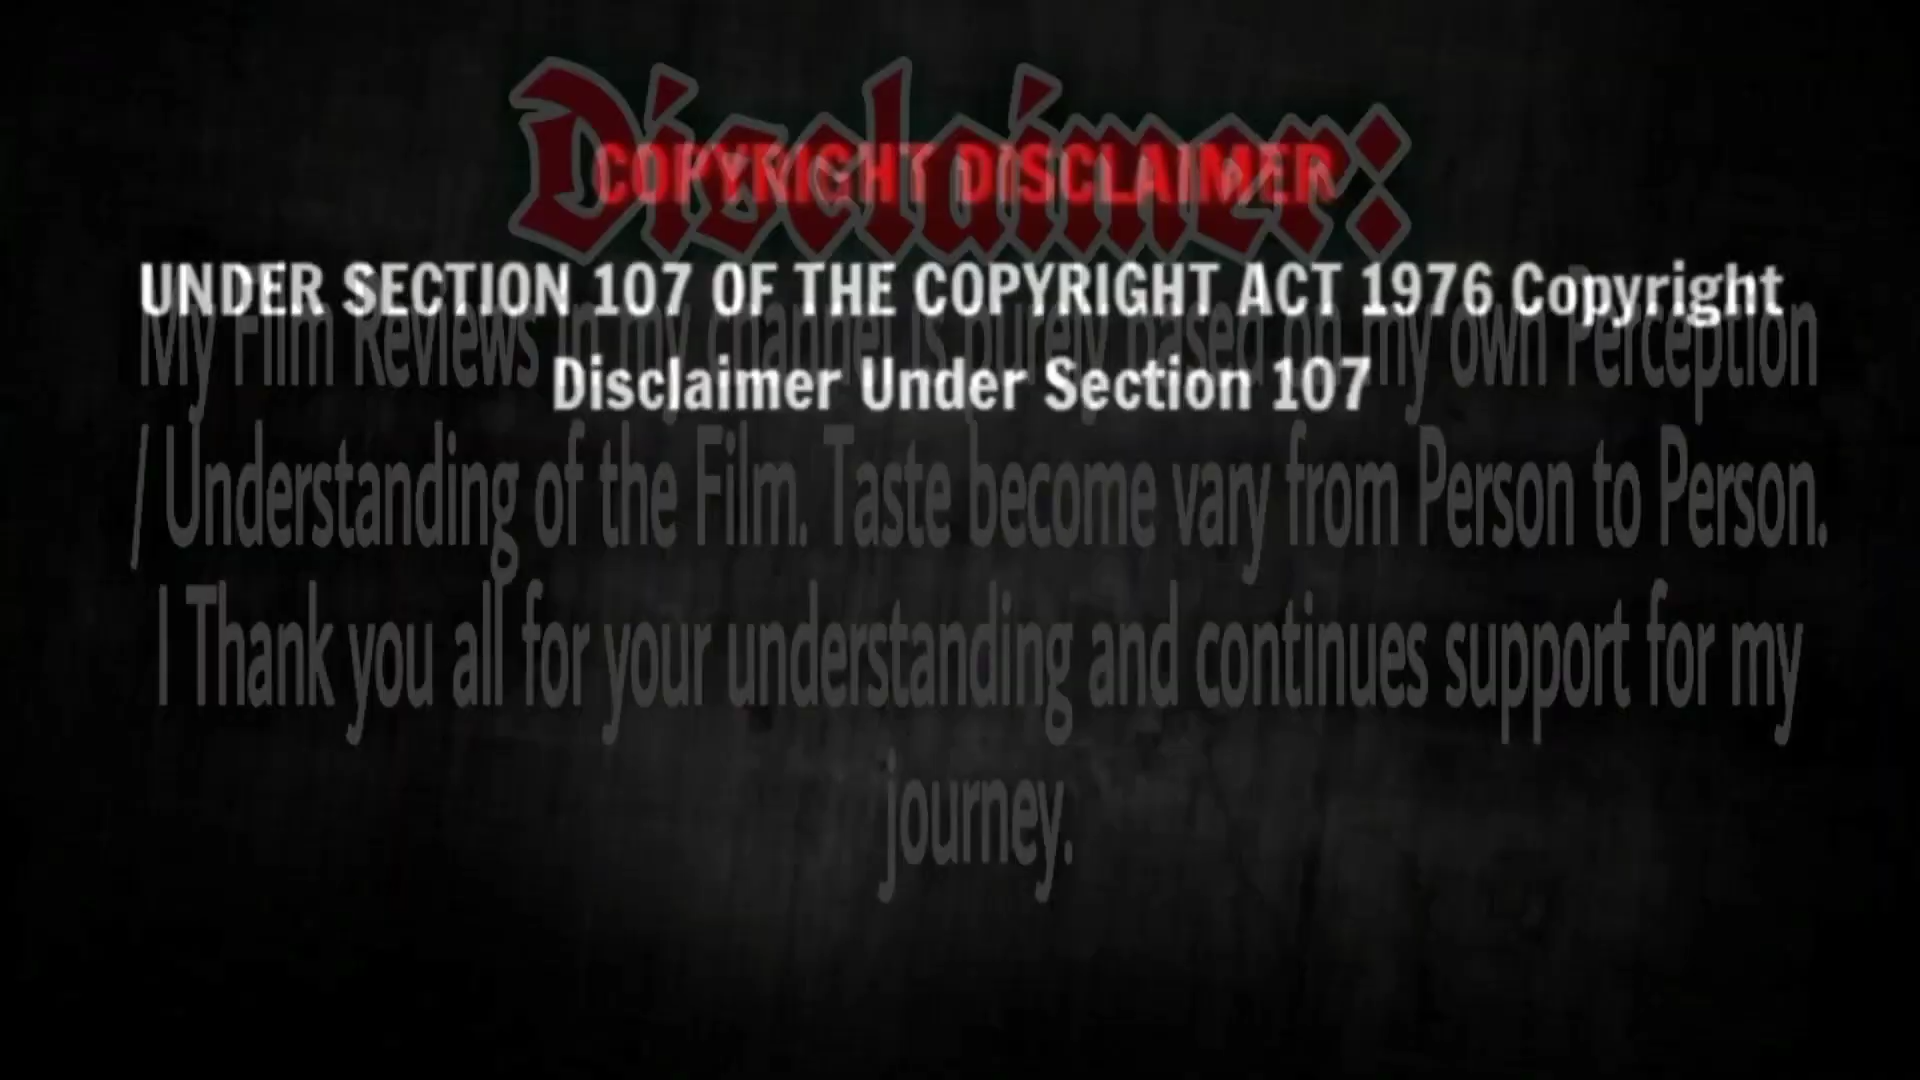 Disclaimer:
COPYRIGHT DISCLAIMER
UNDER SECTION 107 OF THE COPYRIGHT ACT 1976 Copyright
My Film Reviews in my channel is purely based on my own Perception
Disclaimer Under Section 107
/ Understanding of the Film. Taste become vary from Person to Person.
I Thank you all for your understanding and continues support for my
journey.